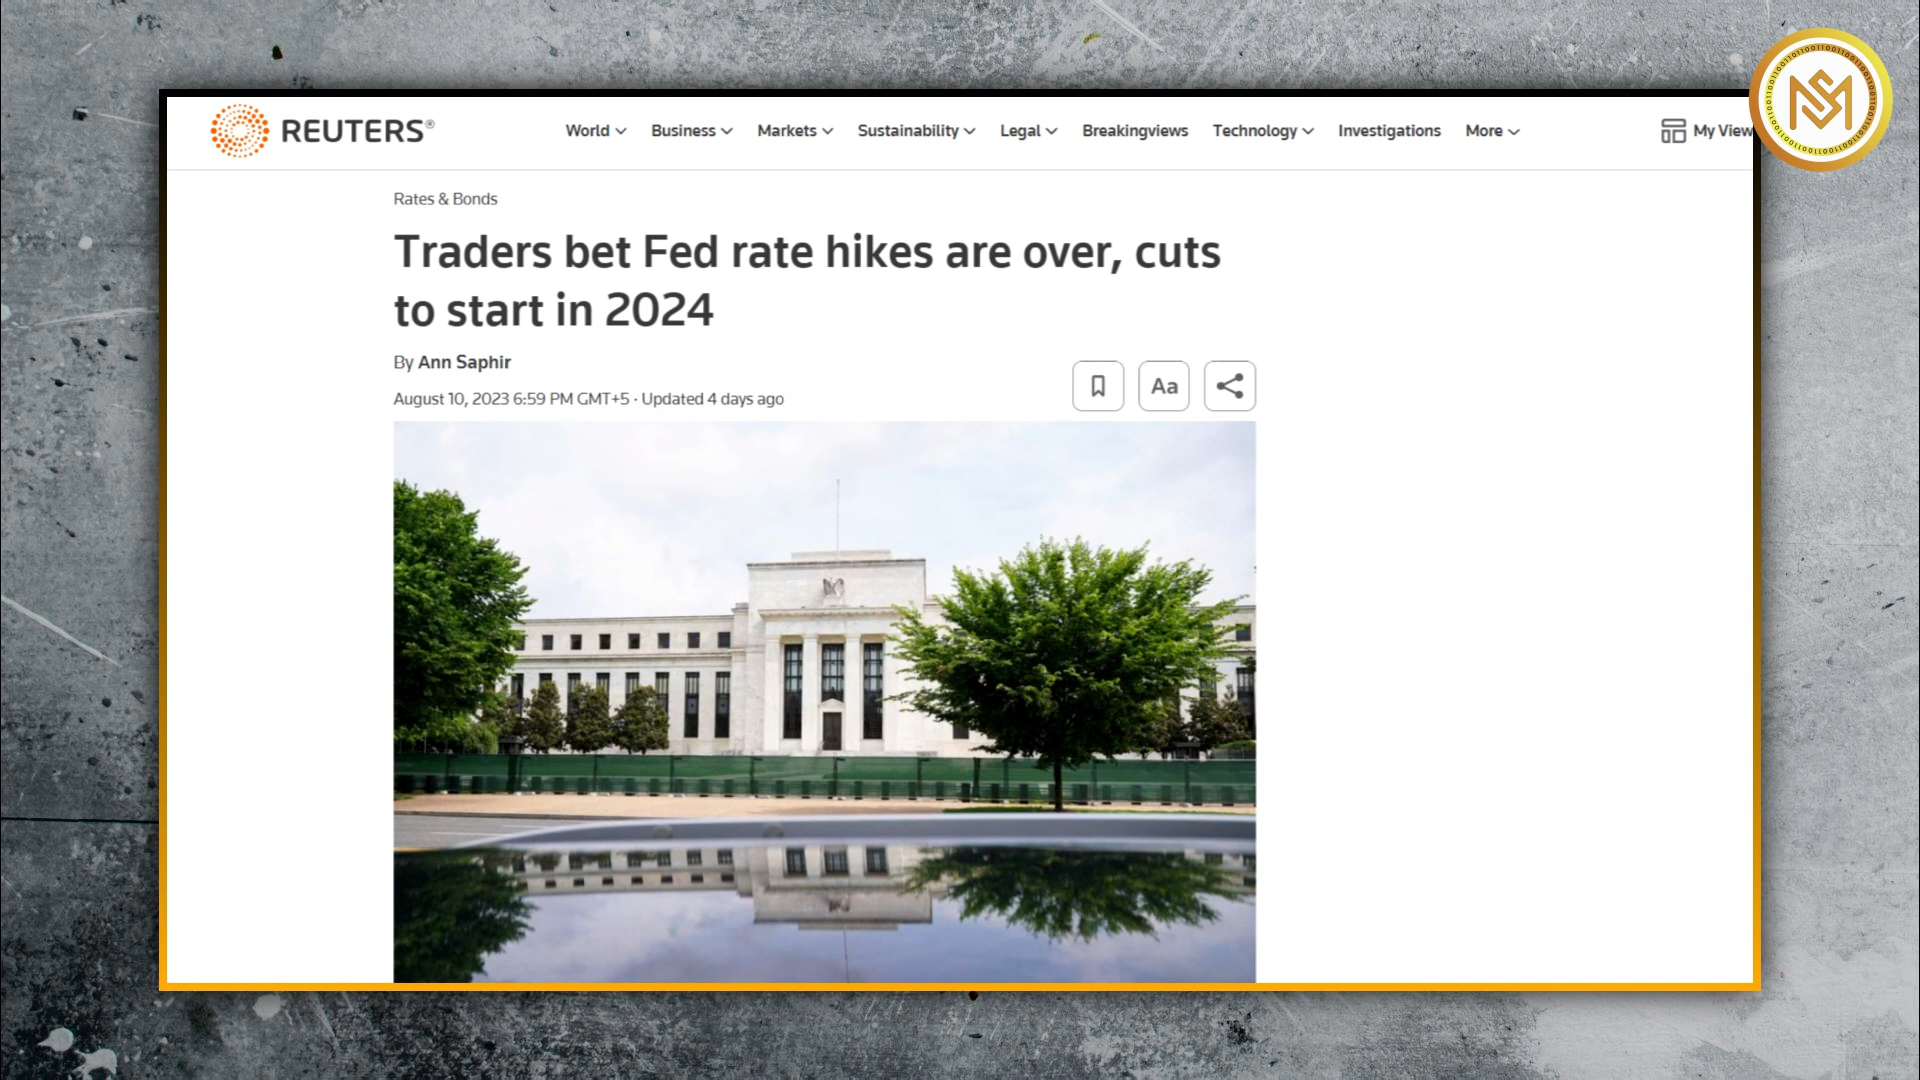 REUTERS®
World Business Markets Sustainability Legal Breakingviews Technology Investigations More My View
Rates & Bonds
Traders bet Fed rate hikes are over, cuts
to start in 2024
By Ann Saphir
August 10, 2023 6:59 PM GMT+5 · Updated 4 days ago
Aa